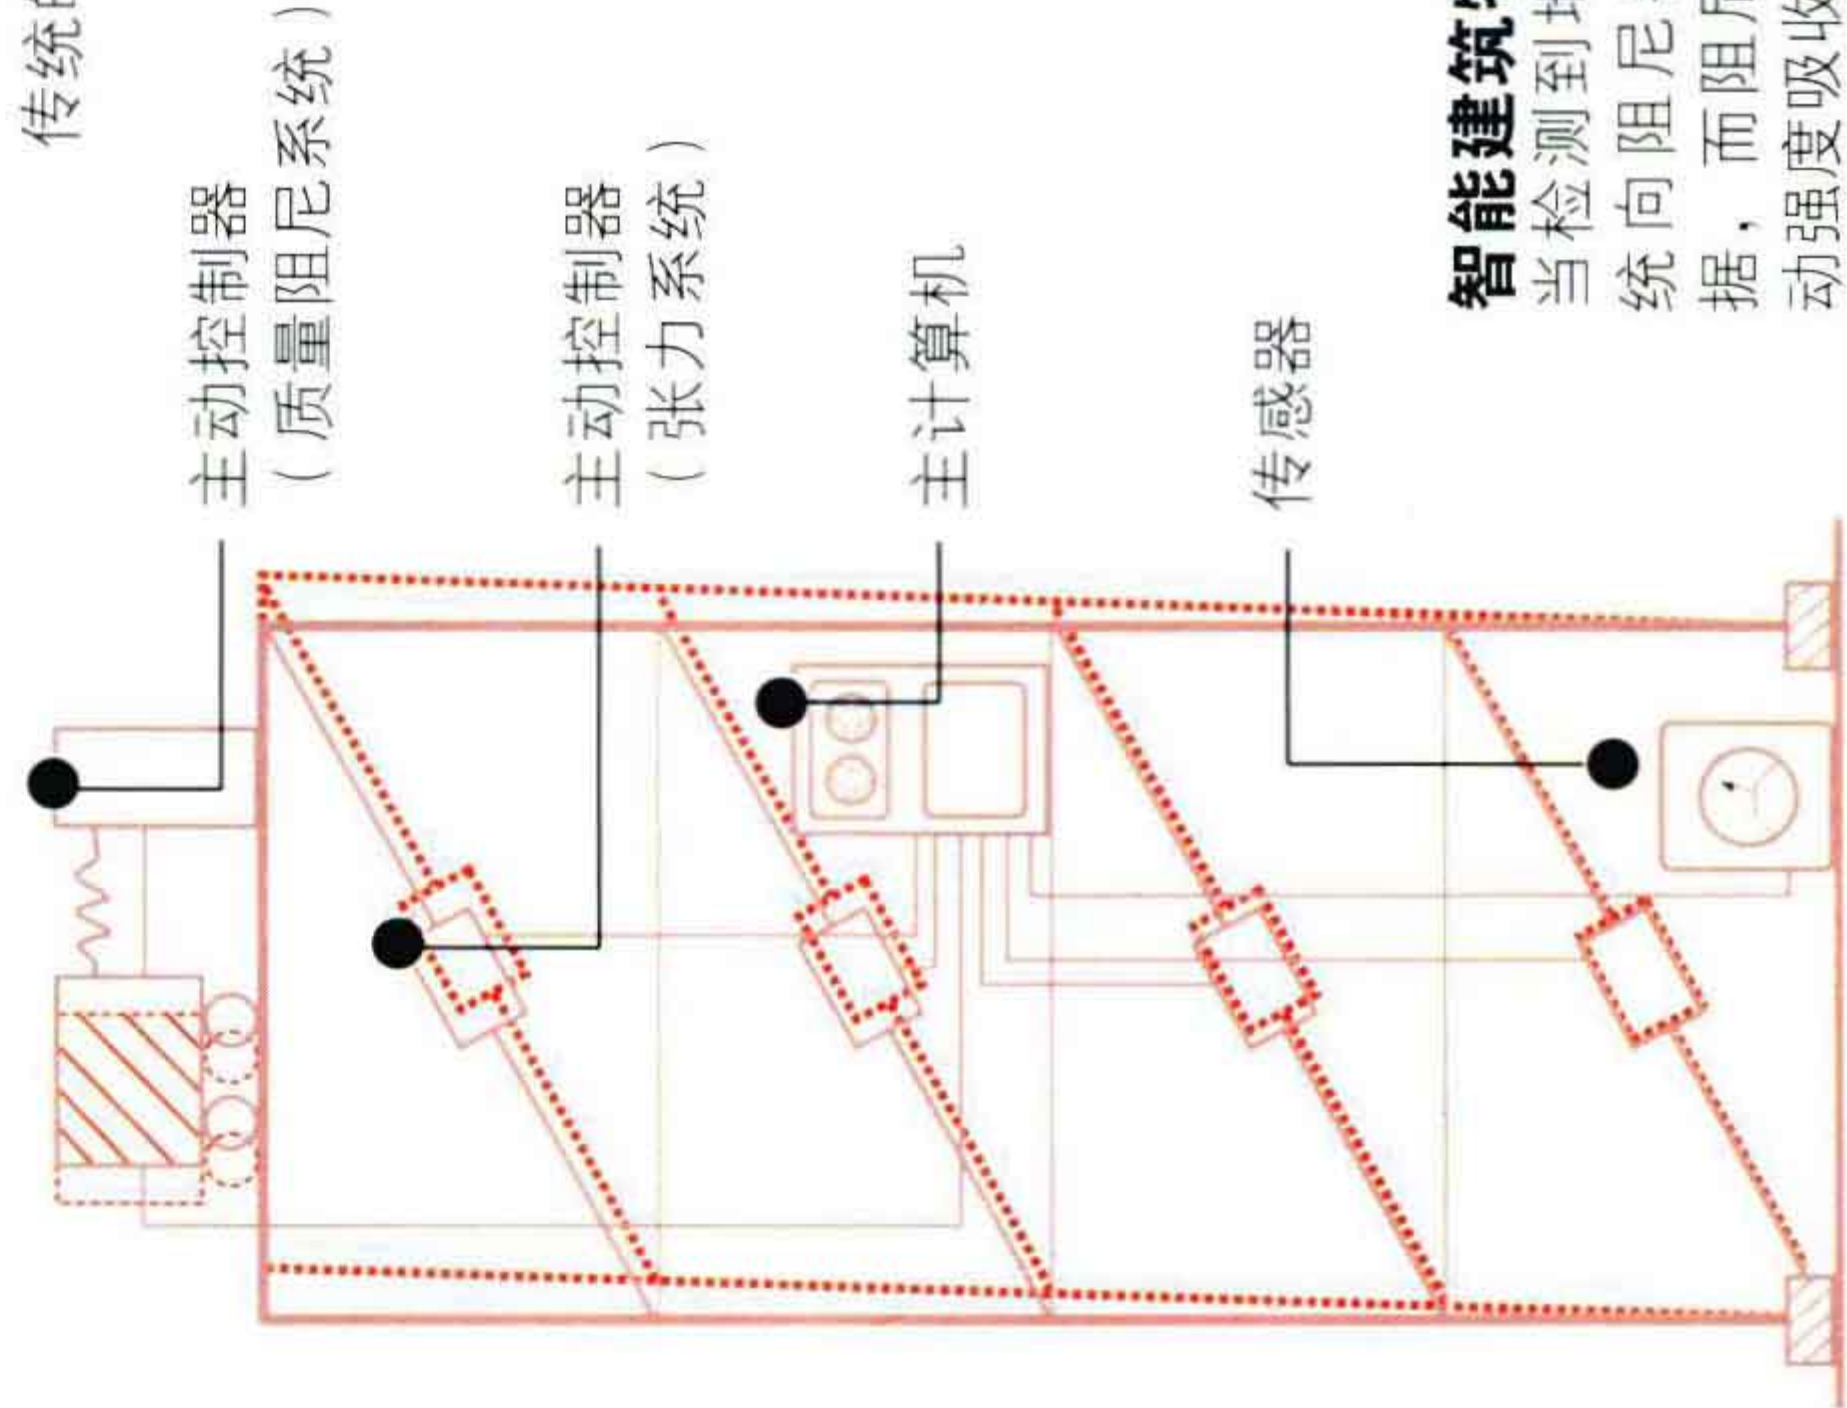 传统
主动控制器
（质量阻尼系统）
主动控制器
（张力系统）
主计算机
传感器
智能建筑
当检测到
统向阻尼
据，而阻
动强度吸收